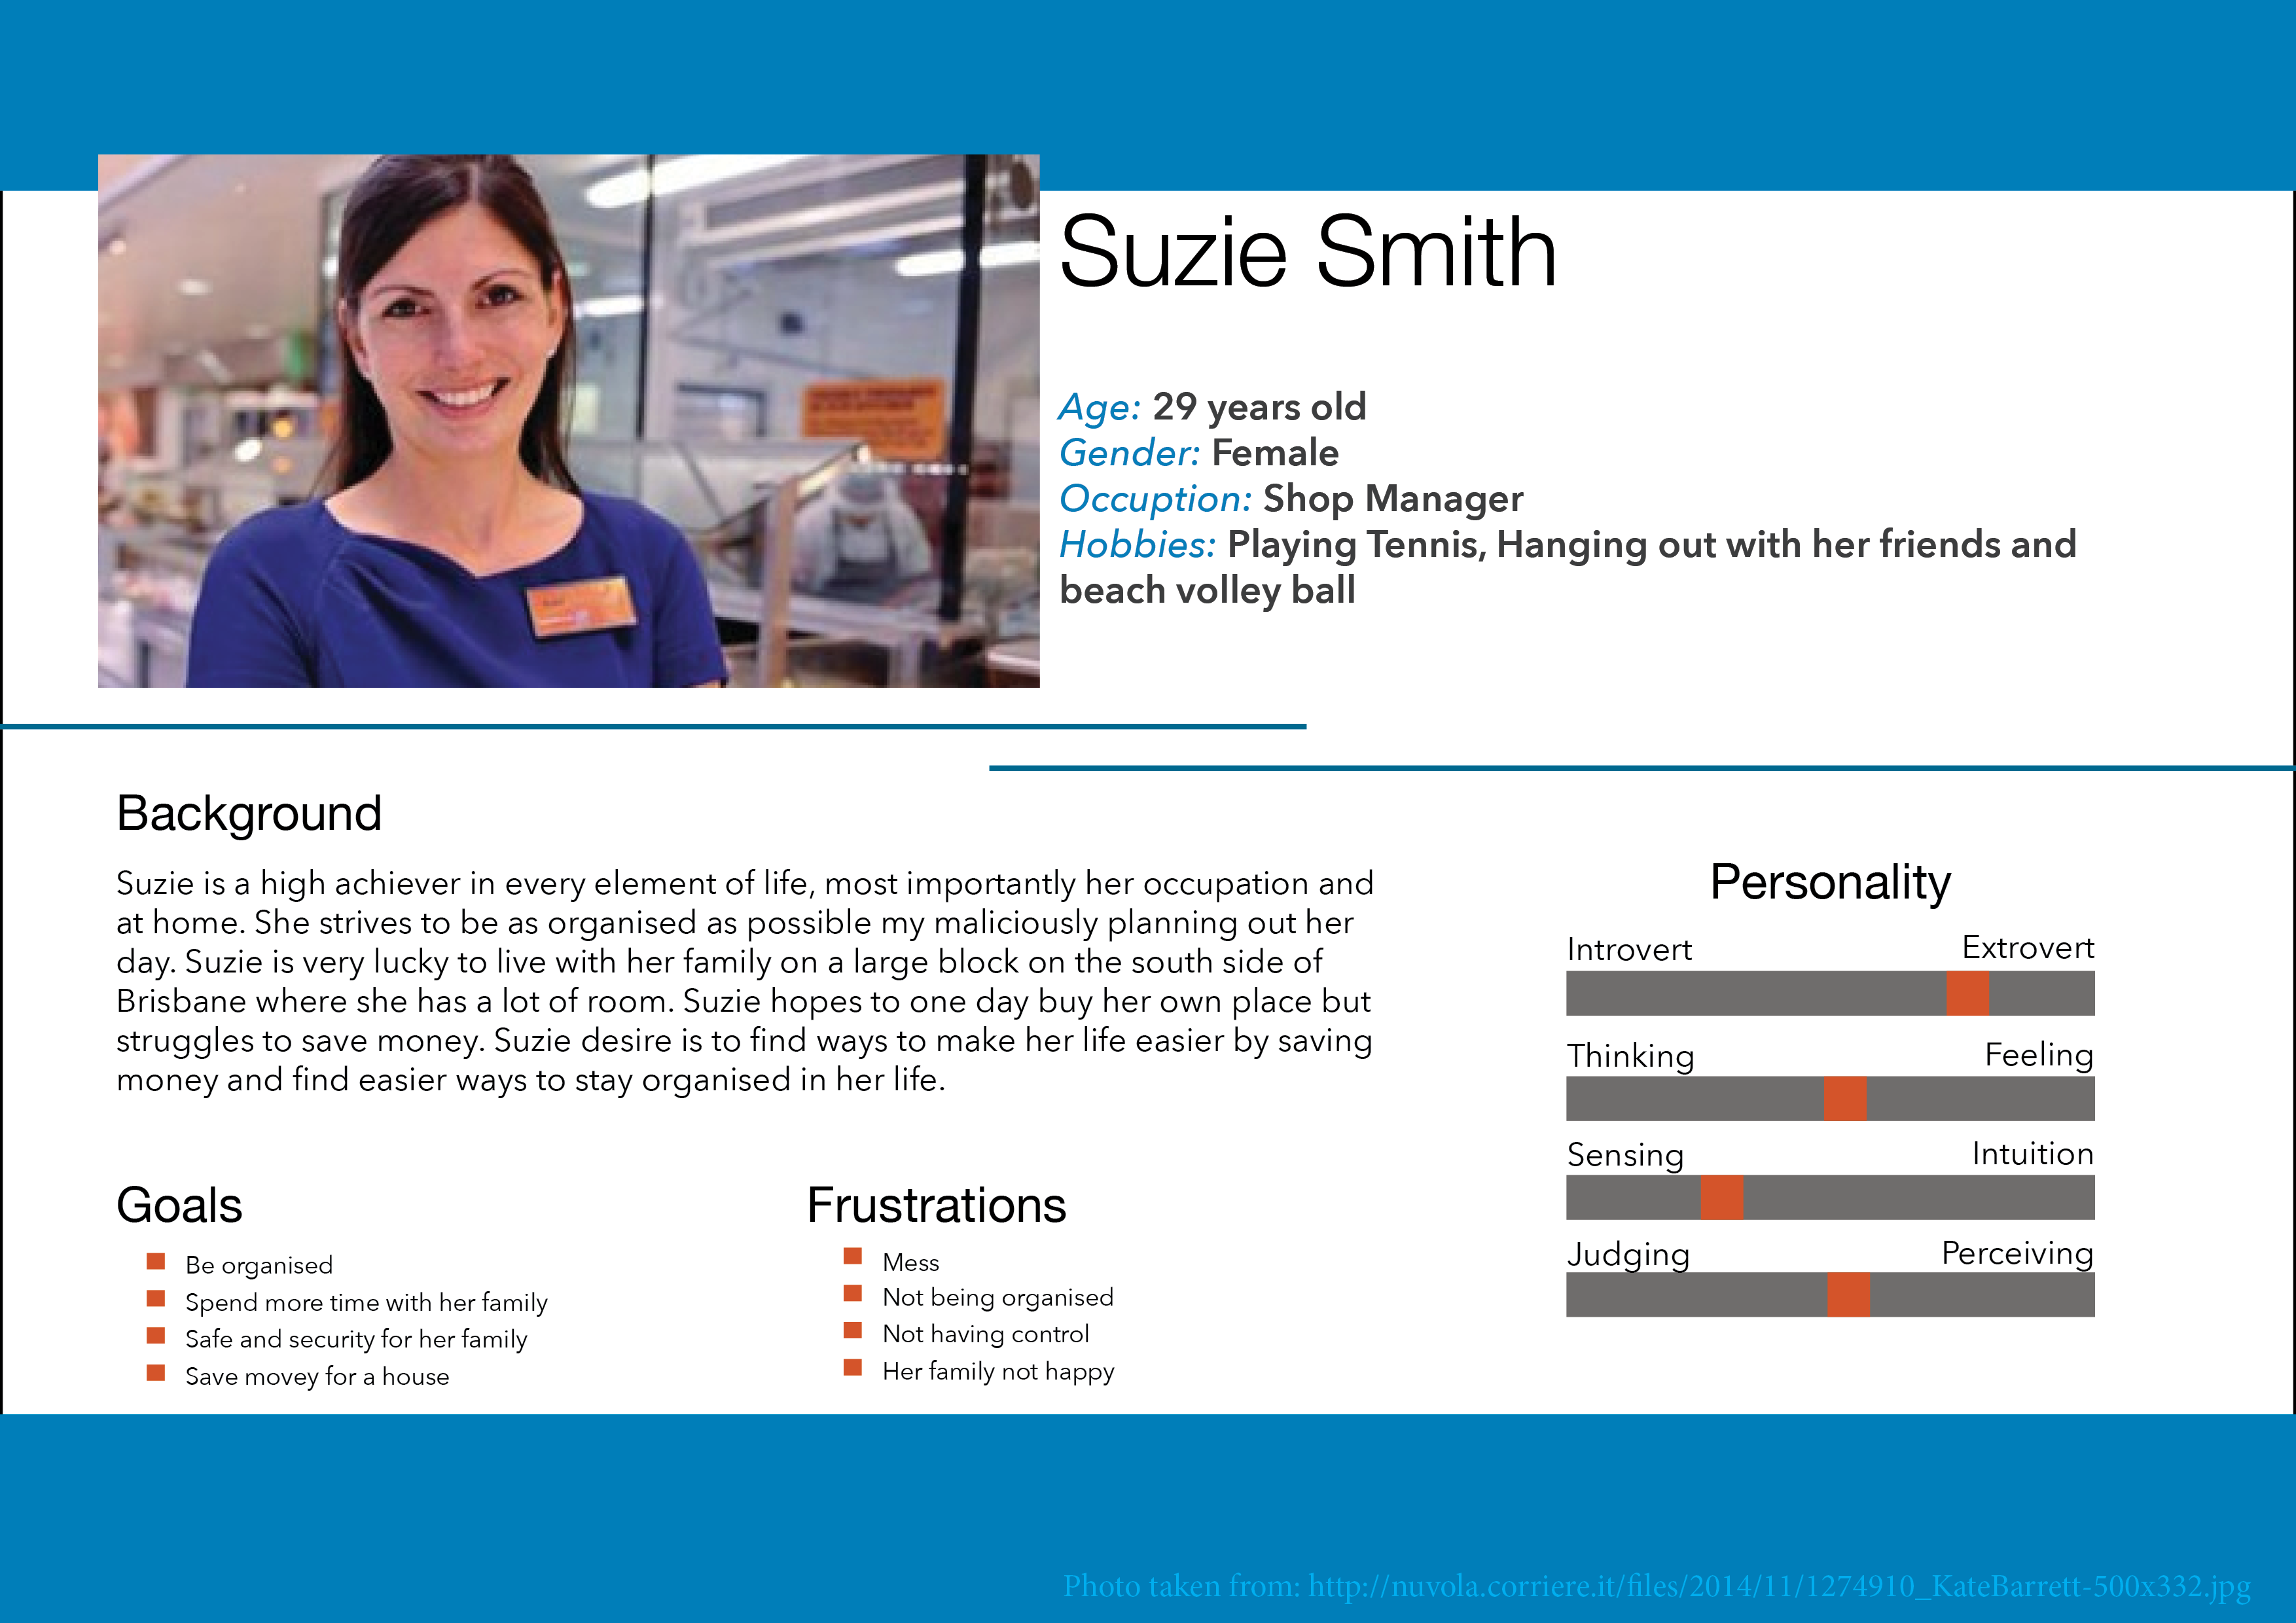 Suzie Smith
Age: 29 years old
Gender: Female
Occuption: Shop Manager
Hobbies: Playing Tennis, Hanging out with her friends and
beach volley ball
Background
Suzie is a high achiever in every element of life, most importantly her occupation and
at home. She strives to be as organised as possible my maliciously planning out her
day. Suzie is very lucky to live with her family on a large block on the south side of
Brisbane where she has a lot of room. Suzie hopes to one day buy her own place but
struggles to save money. Suzie desire is to find ways to make her life easier by saving
money and find easier ways to stay organised in her life.
Goals
Be organised
Spend more time with her family
Safe and security for her family
Save movey for a house
Frustrations
Mess
Not being organised
Not having control
Her family not happy
Personality
Introvert Extrovert
Thinking Feeling
Sensing Intuition
Judging Perceiving
Photo taken from: http://nuvola.corriere.it/files/2014/11/1274910_KateBarrett-500x332.jpg